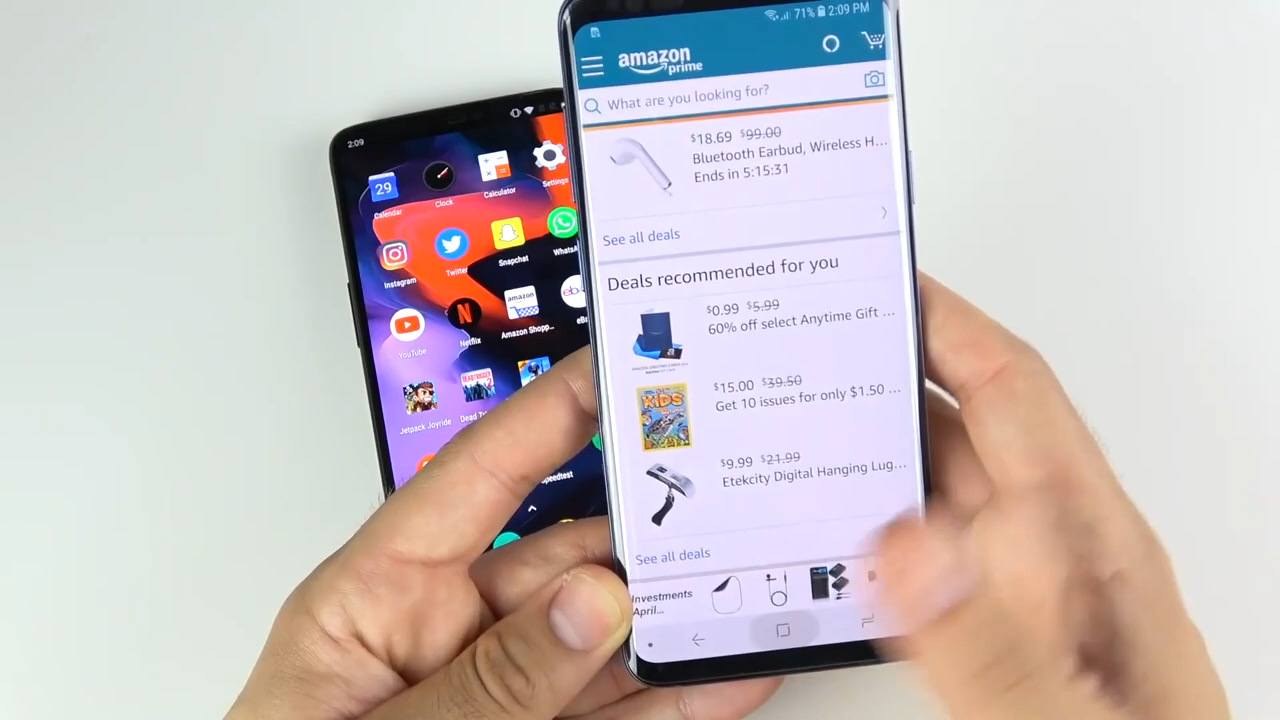 71% 2:09 PM
amazon
prime
What are you looking for?
$18.69 $99.00
Bluetooth Earbud, Wireless H...
Ends in 5:15:31
See all deals
Deals recommended for you
$0.99 $5.99
60% off select Anytime Gift ...
KIDS
$15.00 $39.50
Get 10 issues for only $1.50 ...
$9.99 $21.99
Etekcity Digital Hanging Lug...
See all deals
Investments
April...
2:09
29
Calendar
Clock
Calculator
Settings
Instagram
Twitter
Snapchat
WhatsA
YouTube
N
Netflix
amazon
Amazon Shopp...
eb
eB
Jetpack Joyride
Dead Tr
Speedtest